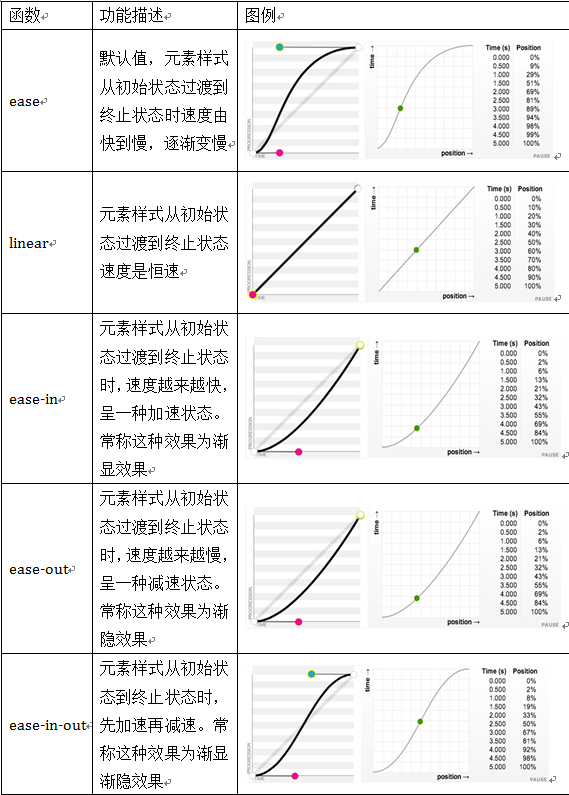 函数 功能描述 图例
ease
默认值，元素样式
从初始状态过渡到
终止状态时速度由
快到慢，逐渐变慢
PROGRESSION
TIME
time →
position →
Time (s) Position
0.000 0%
0.500 9%
1.000 29%
1.500 51%
2.000 69%
2.500 81%
3.000 89%
3.500 94%
4.000 98%
4.500 99%
5.000 100%
PAUSE
linear
元素样式从初始状
态过渡到终止状态
速度是恒速
PROGRESSION
TIME
time →
position →
Time (s) Position
0.000 0%
0.500 10%
1.000 20%
1.500 30%
2.000 40%
2.500 50%
3.000 60%
3.500 70%
4.000 80%
4.500 90%
5.000 100%
PAUSE
ease-in
元素样式从初始状
态过渡到终止状态
时，速度越来越快，
呈一种加速状态。
常称这种效果为渐
显效果
PROGRESSION
TIME
time →
position →
Time (s) Position
0.000 0%
0.500 2%
1.000 6%
1.500 13%
2.000 21%
2.500 32%
3.000 43%
3.500 55%
4.000 69%
4.500 84%
5.000 100%
PAUSE
ease-out
元素样式从初始状
态过渡到终止状态
时，速度越来越慢，
呈一种减速状态。
常称这种效果为渐
隐效果
PROGRESSION
TIME
time →
position →
Time (s) Position
0.000 0%
0.500 2%
1.000 6%
1.500 13%
2.000 21%
2.500 32%
3.000 43%
3.500 55%
4.000 69%
4.500 84%
5.000 100%
PAUSE
ease-in-out
元素样式从初始状
态到终止状态时，
先加速再减速。常
称这种效果为渐显
渐隐效果
PROGRESSION
TIME
time →
position →
Time (s) Position
0.000 0%
0.500 2%
1.000 8%
1.500 19%
2.000 33%
2.500 50%
3.000 67%
3.500 81%
4.000 92%
4.500 98%
5.000 100%
PAUSE